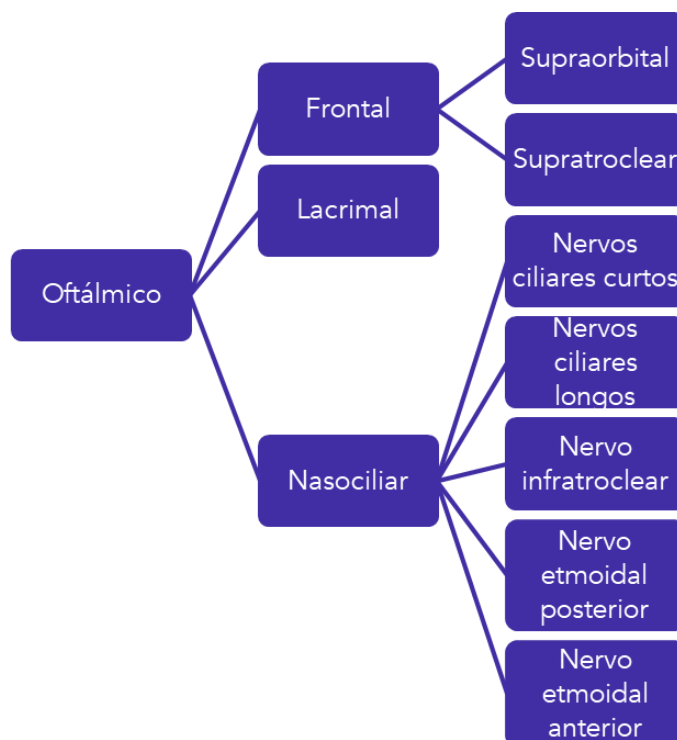 Oftálmico
Frontal
Lacrimal
Nasociliar
Supraorbital
Supratroclear
Nervos
ciliares curtos
Nervos
ciliares
longos
Nervo
infratroclear
Nervo
etmoidal
posterior
Nervo
etmoidal
anterior